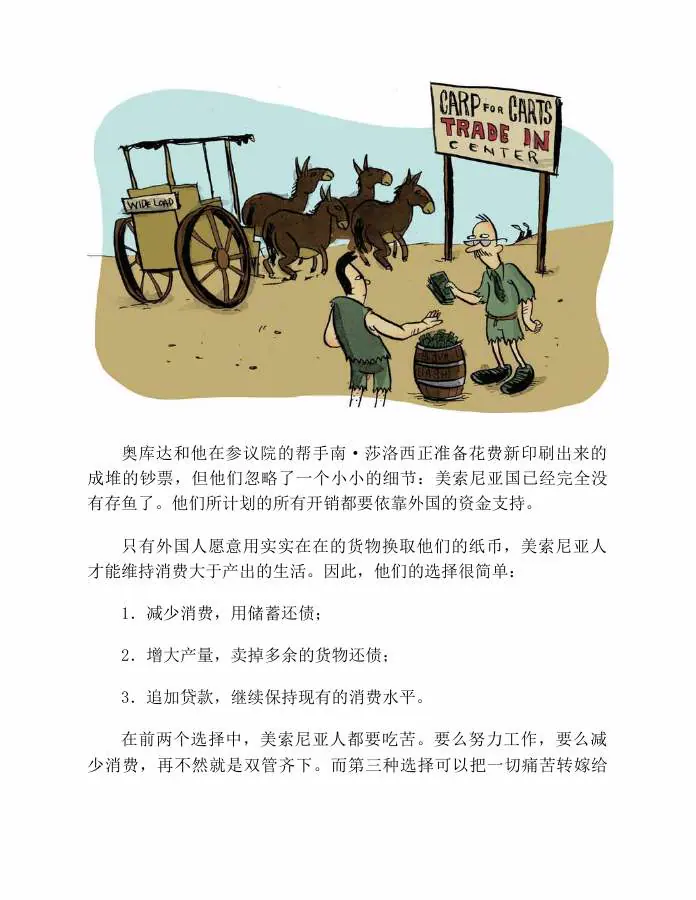 CARP FOR CARTS
TRADE IN
CENTER
WIDE LOAD
奥库达和他在参议院的帮手南·莎洛西正准备花费新印刷出来的
成堆的钞票，但他们忽略了一个小小的细节：美索尼亚国已经完全没
有存鱼了。他们所计划的所有开销都要依靠外国的资金支持。
只有外国人愿意用实实在在的货物换取他们的纸币，美索尼亚人
才能维持消费大于产出的生活。因此，他们的选择很简单：
1．减少消费，用储蓄还债；
2．增大产量，卖掉多余的货物还债；
3．追加贷款，继续保持现有的消费水平。
在前两个选择中，美索尼亚人都要吃苦。要么努力工作，要么减
少消费，再不然就是双管齐下。而第三种选择可以把一切痛苦转嫁给